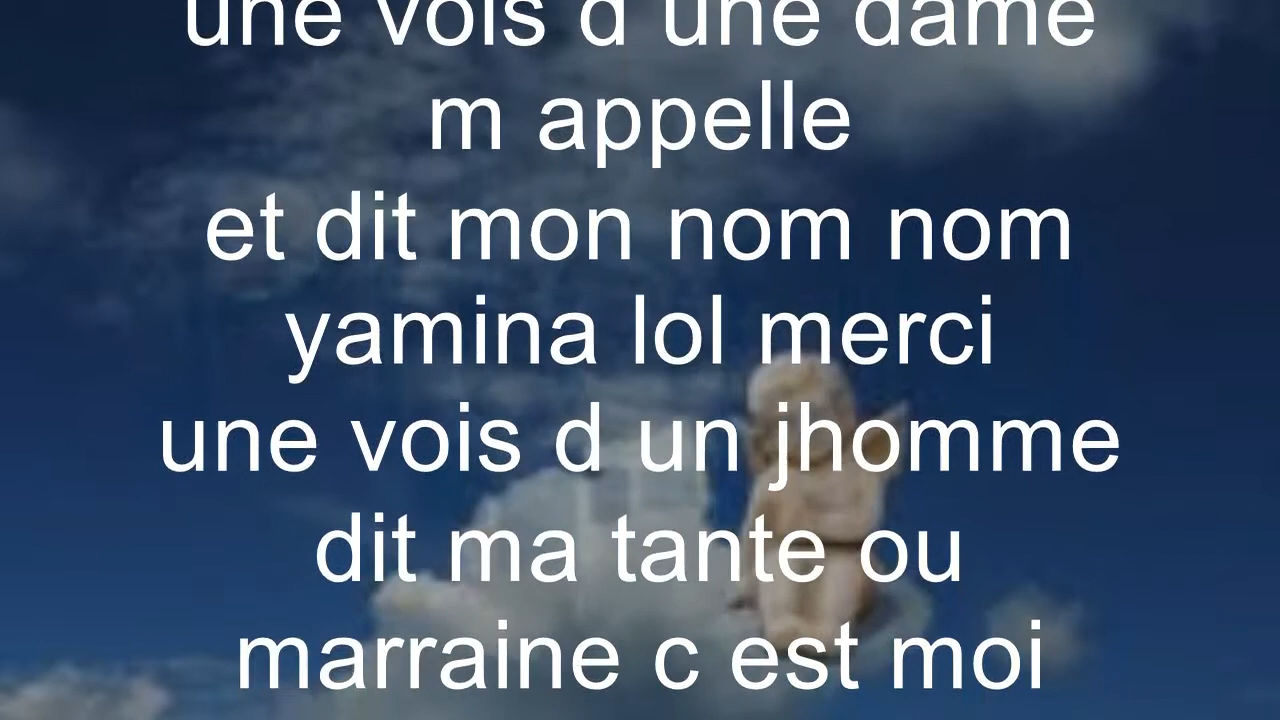 une vois d une dame
m appelle
et dit mon nom nom
yamina lol merci
une vois d un jhomme
dit ma tante ou
marraine c est moi